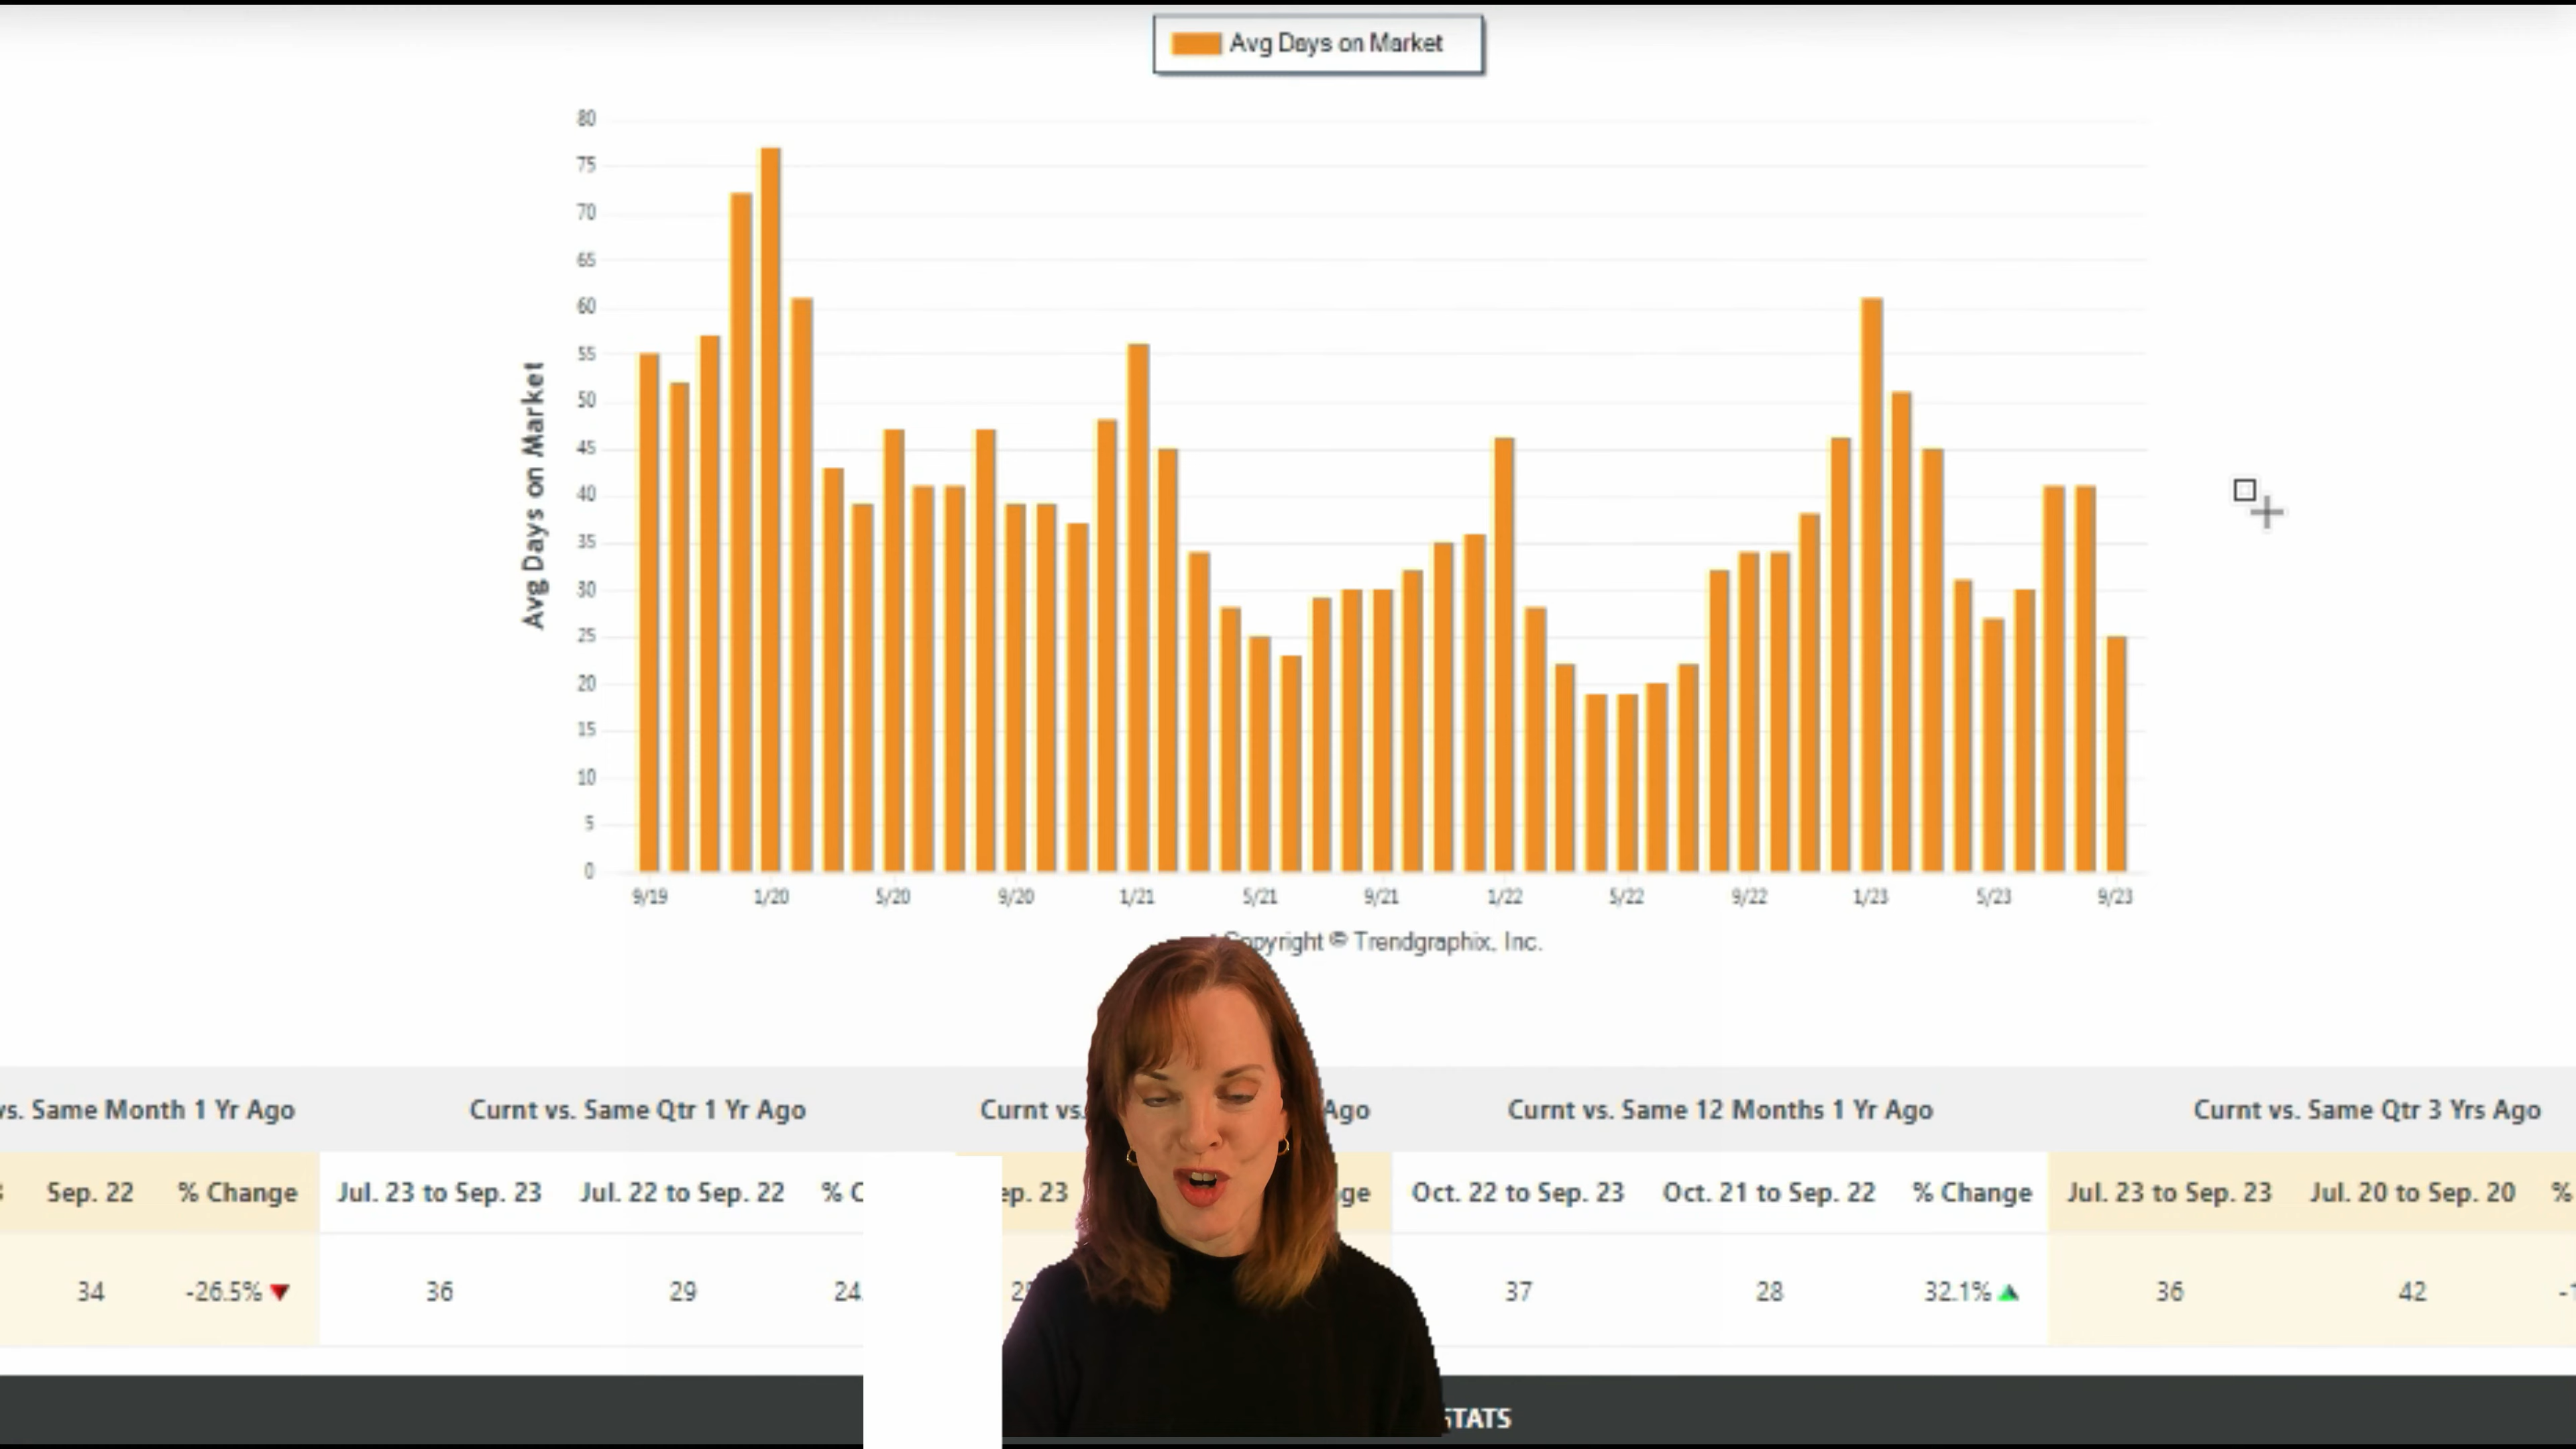 Avg Days on Market
80
75
70
65
60
55
50
45
40
35
30
25
20
15
10
5
0
Avg Days on Market
9/19 1/20 5/20 9/20 1/21 5/21 9/21 1/22 5/22 9/22 1/23 5/23 9/23
Copyright © Trendgraphix, Inc.
vs. Same Month 1 Yr Ago Curnt vs. Same Qtr 1 Yr Ago Curnt vs. Ago Curnt vs. Same 12 Months 1 Yr Ago Curnt vs. Same Qtr 3 Yrs Ago
Sep. 22 % Change Jul. 23 to Sep. 23 Jul. 22 to Sep. 22 % C ep. 23 ge Oct. 22 to Sep. 23 Oct. 21 to Sep. 22 % Change Jul. 23 to Sep. 23 Jul. 20 to Sep. 20 %
34 -26.5% 36 29 24. 37 28 32.1% 36 42
STATS